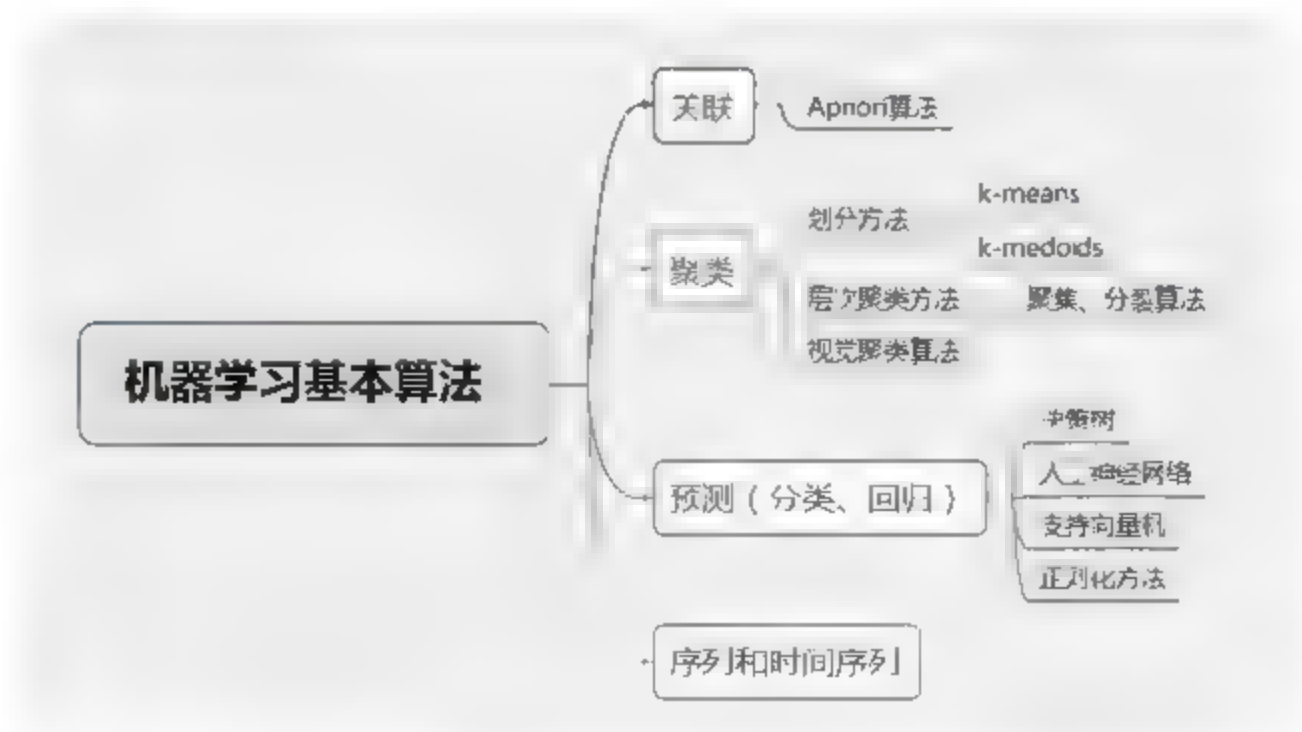 关联
Apriori算法
k-means
划分方法
k-medoids
聚类
层次聚类方法
聚集、分裂算法
视觉聚类算法
机器学习基本算法
决策树
人工神经网络
预测（分类、回归）
支持向量机
正则化方法
序列和时间序列